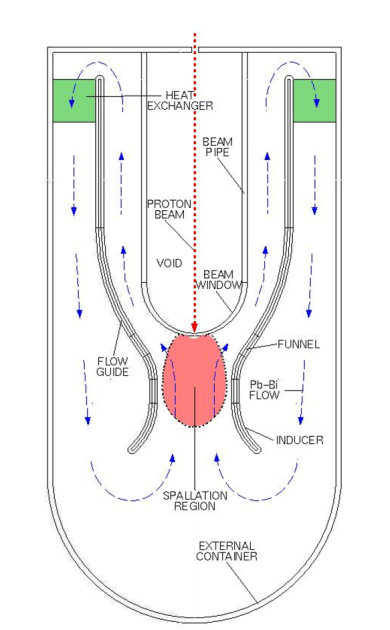 HEAT
EXCHANGER
BEAM
PIPE
PROTON
BEAM
VOID
BEAM
WINDOW
FLOW
GUIDE
FUNNEL
Pb-Bi
FLOW
INDUCER
SPALLATION
REGION
EXTERNAL
CONTAINER